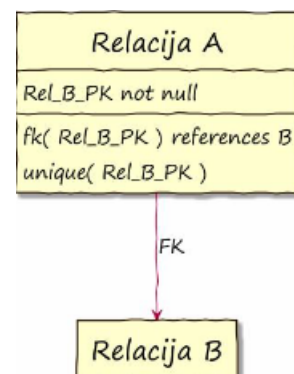 Relacija A
Rel_B_PK not null
fk( Rel_B_PK ) references B
unique( Rel_B_PK )
FK
Relacija B